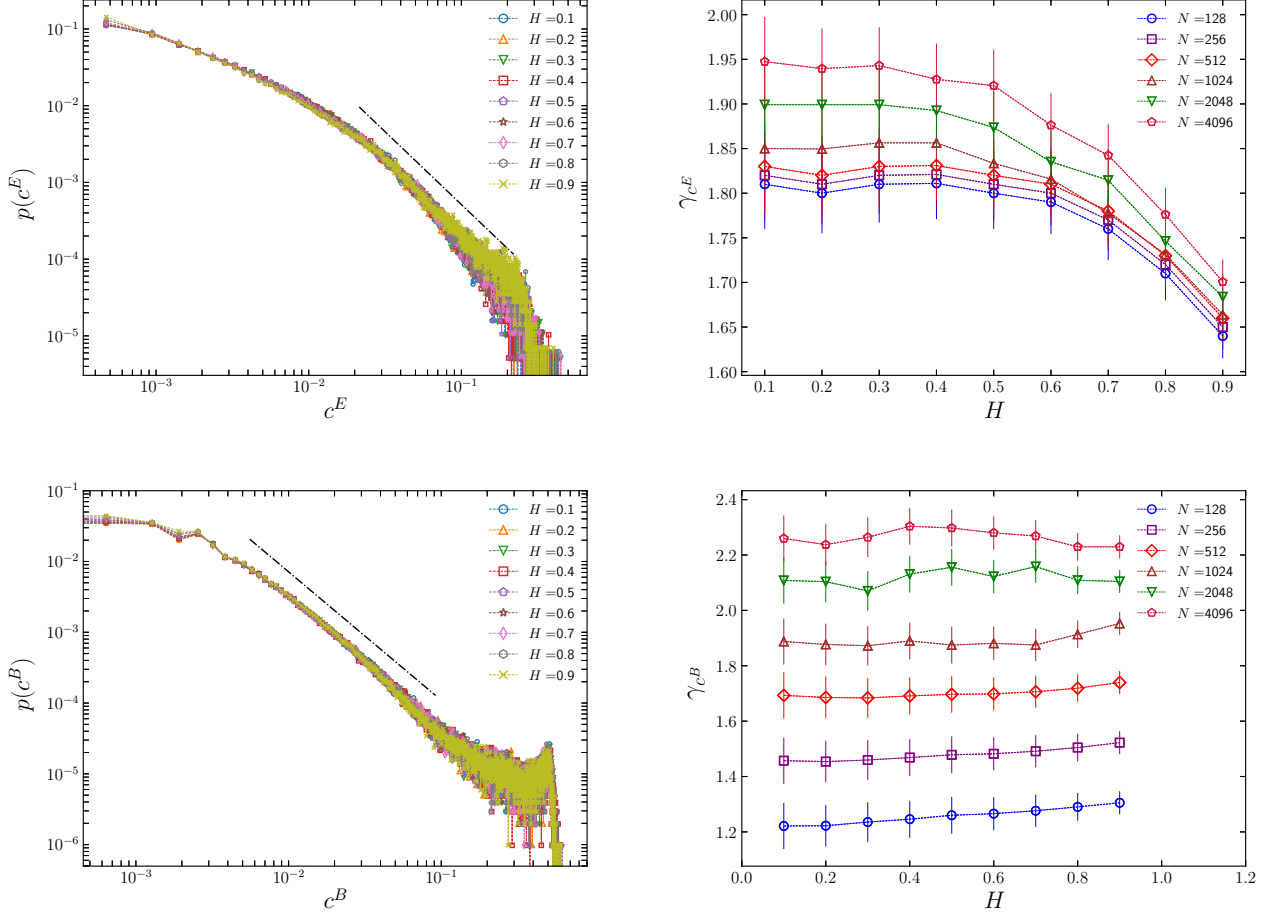 10^{-1}
10^{-2}
10^{-3}
10^{-4}
10^{-5}
p(c^E)
10^{-3}
10^{-2}
10^{-1}
c^E
H =0.1
H =0.2
H =0.3
H =0.4
H =0.5
H =0.6
H =0.7
H =0.8
H =0.9
2.00
1.95
1.90
1.85
1.80
1.75
1.70
1.65
1.60
γ_{c^E}
0.1 0.2 0.3 0.4 0.5 0.6 0.7 0.8 0.9
H
N =128
N =256
N =512
N =1024
N =2048
N =4096
10^{-1}
10^{-2}
10^{-3}
10^{-4}
10^{-5}
10^{-6}
p(c^B)
10^{-3}
10^{-2}
10^{-1}
c^B
H =0.1
H =0.2
H =0.3
H =0.4
H =0.5
H =0.6
H =0.7
H =0.8
H =0.9
2.4
2.2
2.0
1.8
1.6
1.4
1.2
γ_{c^B}
0.0 0.2 0.4 0.6 0.8 1.0 1.2
H
N =128
N =256
N =512
N =1024
N =2048
N =4096